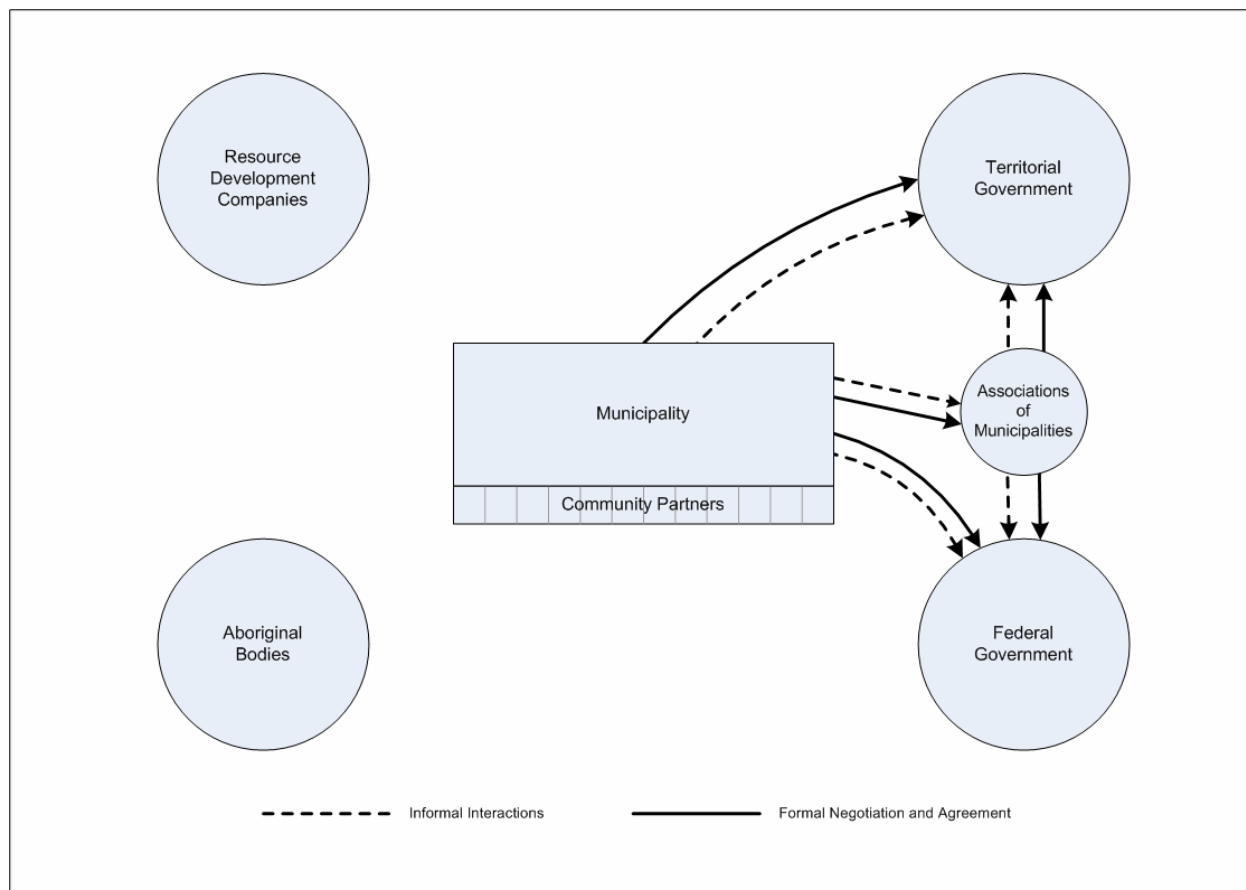 Resource
Development
Companies
Territorial
Government
Municipality
Associations
of
Municipalities
Community Partners
Aboriginal
Bodies
Federal
Government
Informal Interactions
Formal Negotiation and Agreement